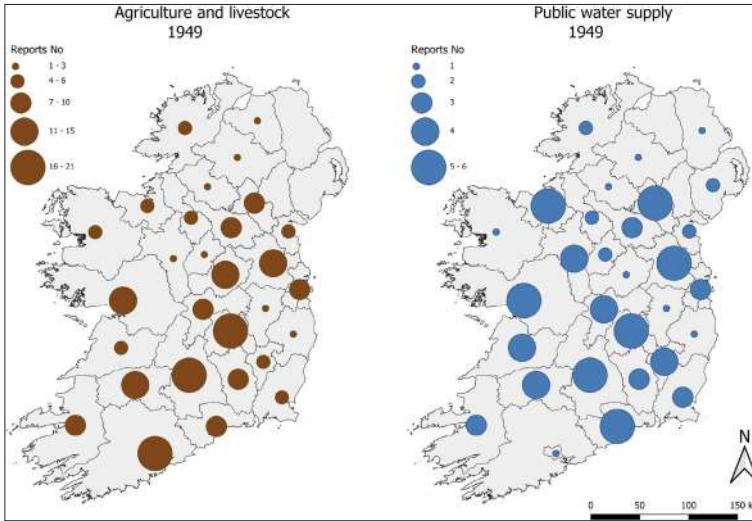 Agriculture and livestock
1949
Reports No
1 - 3
4 - 6
7 - 10
11 - 15
16 - 21
Public water supply
1949
Reports No
1
2
3
4
5 - 6
N
0 50 100 150 k